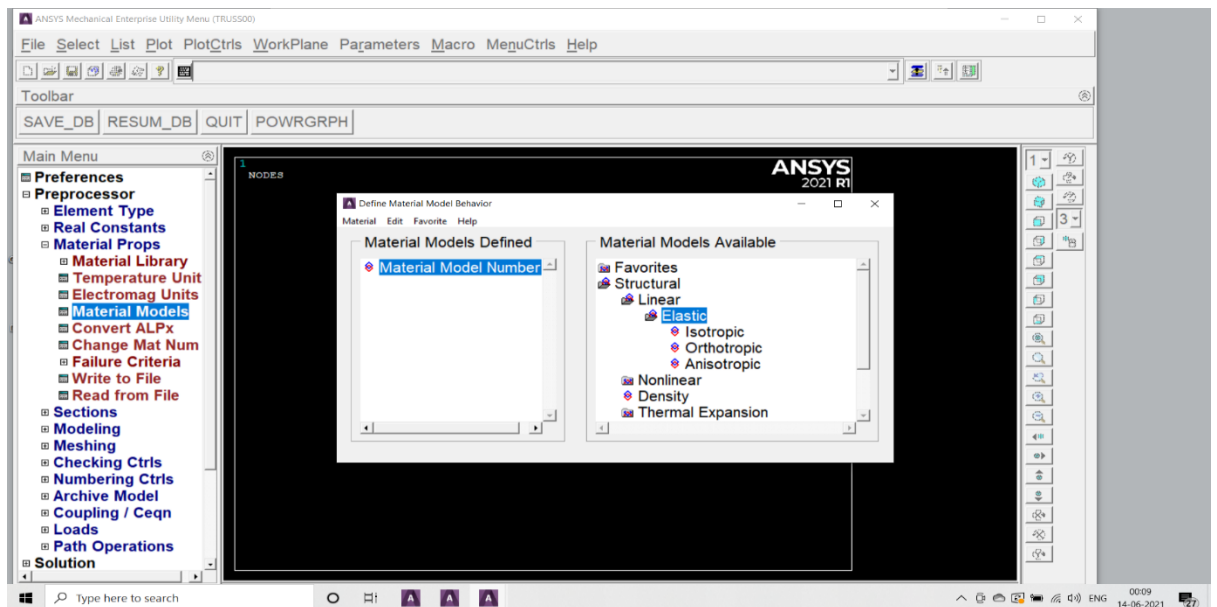 ANSYS Mechanical Enterprise Utility Menu (TRUSS00)
File Select List Plot PlotCtrls WorkPlane Parameters Macro MenuCtrls Help
Toolbar
SAVE_DB RESUM_DB QUIT POWRGRPH
Main Menu
Preferences
Preprocessor
Element Type
Real Constants
Material Props
Material Library
Temperature Unit
Electromag Units
Material Models
Convert ALPx
Change Mat Num
Failure Criteria
Write to File
Read from File
Sections
Modeling
Meshing
Checking Ctrls
Numbering Ctrls
Archive Model
Coupling / Ceqn
Loads
Path Operations
Solution
1
NODES
ANSYS
2021 R1
Define Material Model Behavior
Material Edit Favorite Help
Material Models Defined
Material Model Number
Material Models Available
Favorites
Structural
Linear
Elastic
Isotropic
Orthotropic
Anisotropic
Nonlinear
Density
Thermal Expansion
1
3
Type here to search
ENG
00:09
14-06-2021
27